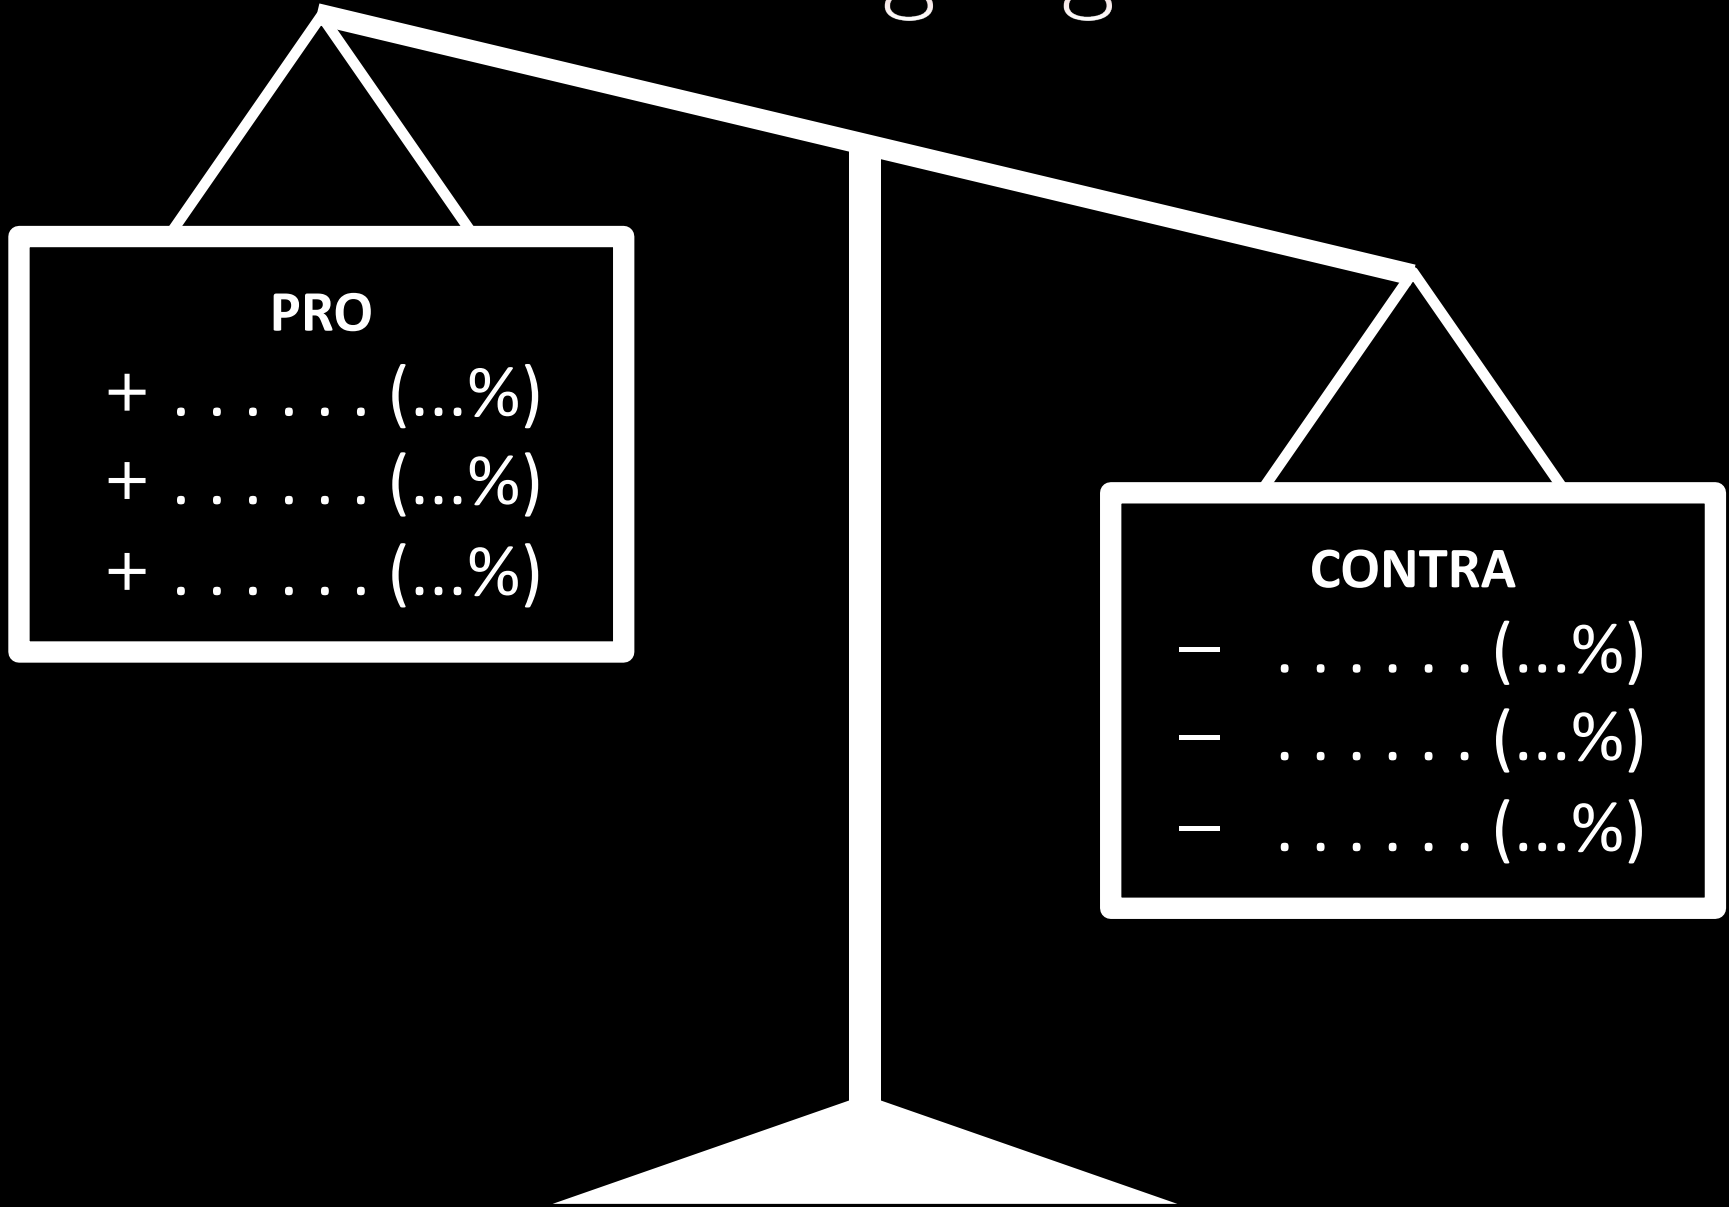 PRO
+ . . . . . . (...%)
+ . . . . . . (...%)
+ . . . . . . (...%)
CONTRA
– . . . . . . (...%)
– . . . . . . (...%)
– . . . . . . (...%)